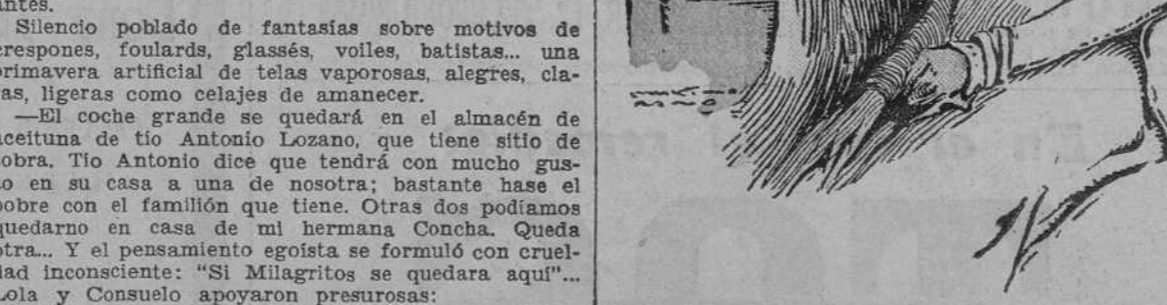 antes.
Silencio poblado de fantasías sobre motivos de
crespones, foulards, glassés, voiles, batistas... una
primavera artificial de telas vaporosas, alegres, cla-
ras, ligeras como celajes de amanecer.
—El coche grande se quedará en el almacén de
aceituna de tío Antonio Lozano, que tiene sitio de
sobra. Tío Antonio dice que tendrá con mucho gus-
to en su casa a una de nosotra; bastante hase el
pobre con el familión que tiene. Otras dos podíamos
quedarno en casa de mi hermana Concha. Queda
otra... Y el pensamiento egoísta se formuló con cruel-
dad inconsciente: "Si Milagritos se quedara aquí"...
Lola y Consuelo apoyaron presurosas: